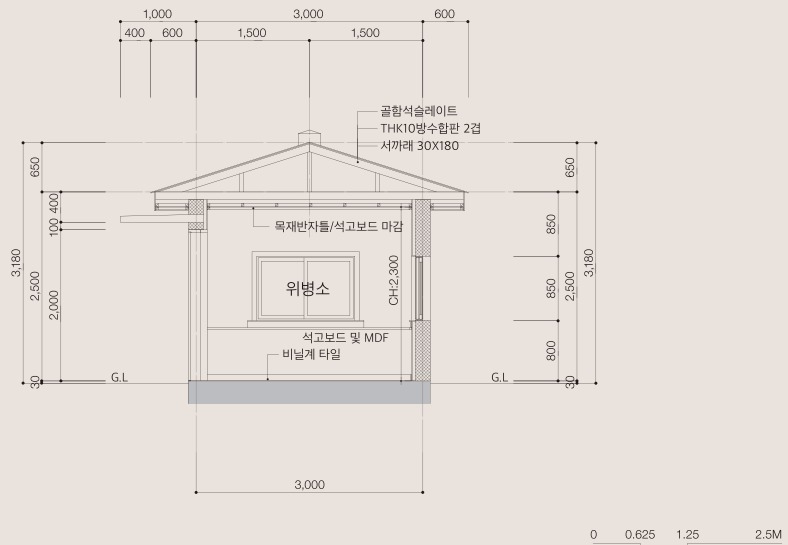 1,000 3,000 600
400 600 1,500 1,500
골함석슬레이트
THK10방수합판 2겹
서까래 30X180
650 650
400
100
목재반자틀/석고보드 마감
850
3,180 2,500 2,000 CH:2,300 850 2,500 3,180
위병소
석고보드 및 MDF
비닐계 타일
800
30 G.L G.L 30
3,000
0 0.625 1.25 2.5M